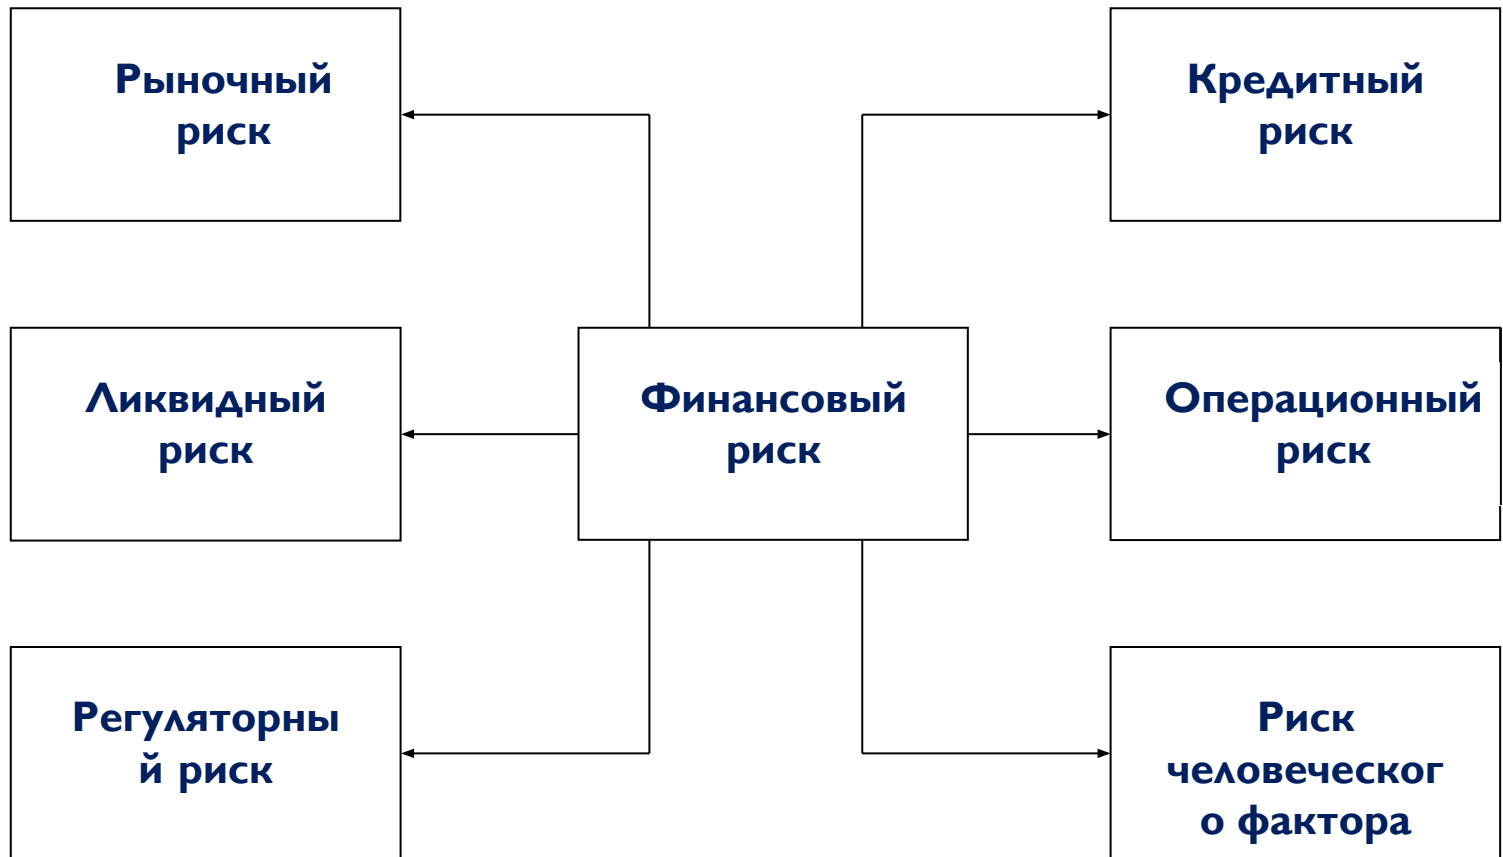 Рыночный
риск
Кредитный
риск
Ликвидный
риск
Финансовый
риск
Операционный
риск
Регуляторны
й риск
Риск
человеческог
о фактора